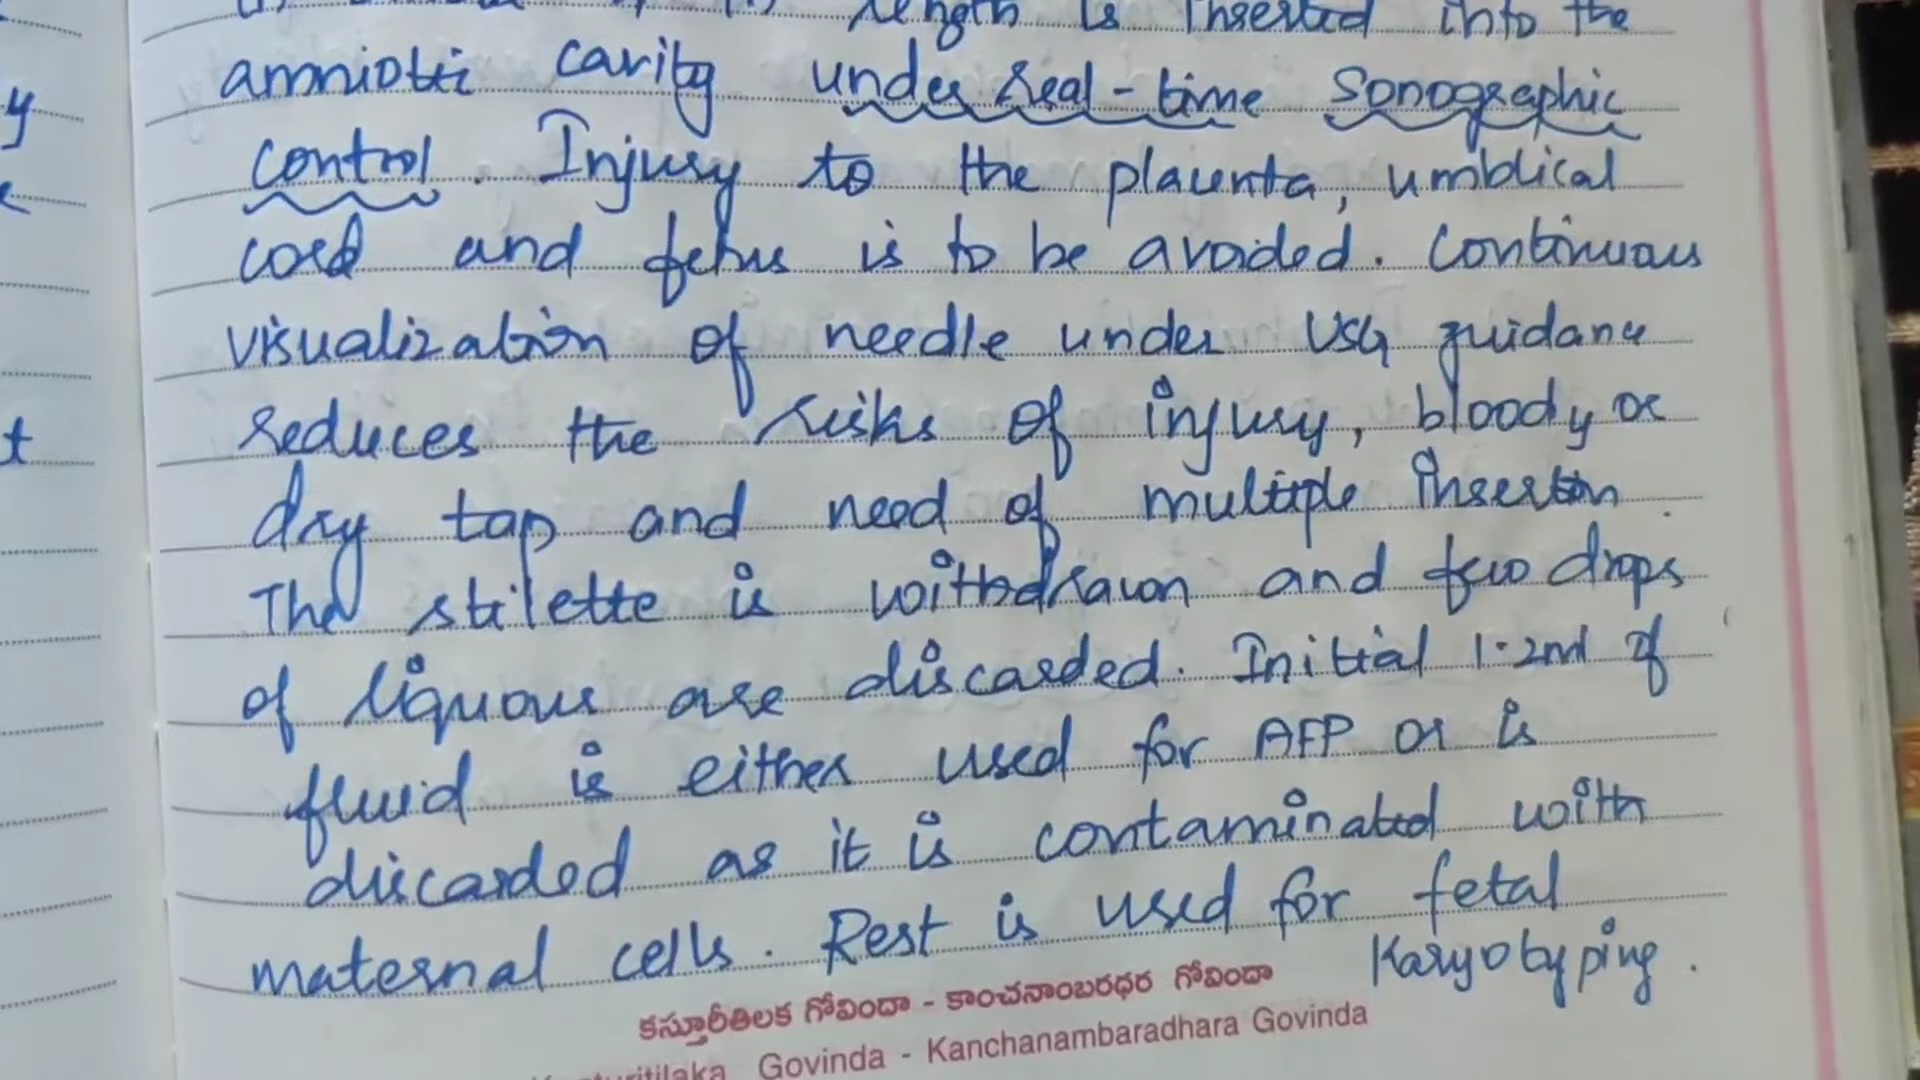 length is inserted into the
amniotic cavity under real-time sonographic
control. Injury to the placenta, umblical
cord and fetus is to be avoided. Continuous
visualization of needle under USG guidance
reduces the risks of injury, bloody or
dry tap and need of multiple insertion.
The stilette is withdrawn and few drops
of liquour are discarded. Initial 1-2ml of
fluid is either used for AFP or is
discarded as it is contaminated with
maternal cells. Rest is used for fetal
Karyotyping.
కస్తూరీతిలక గోవిందా - కాంచనాంబరధర గోవిందా
Kasturitilaka Govinda - Kanchanambaradhara Govinda
y
t